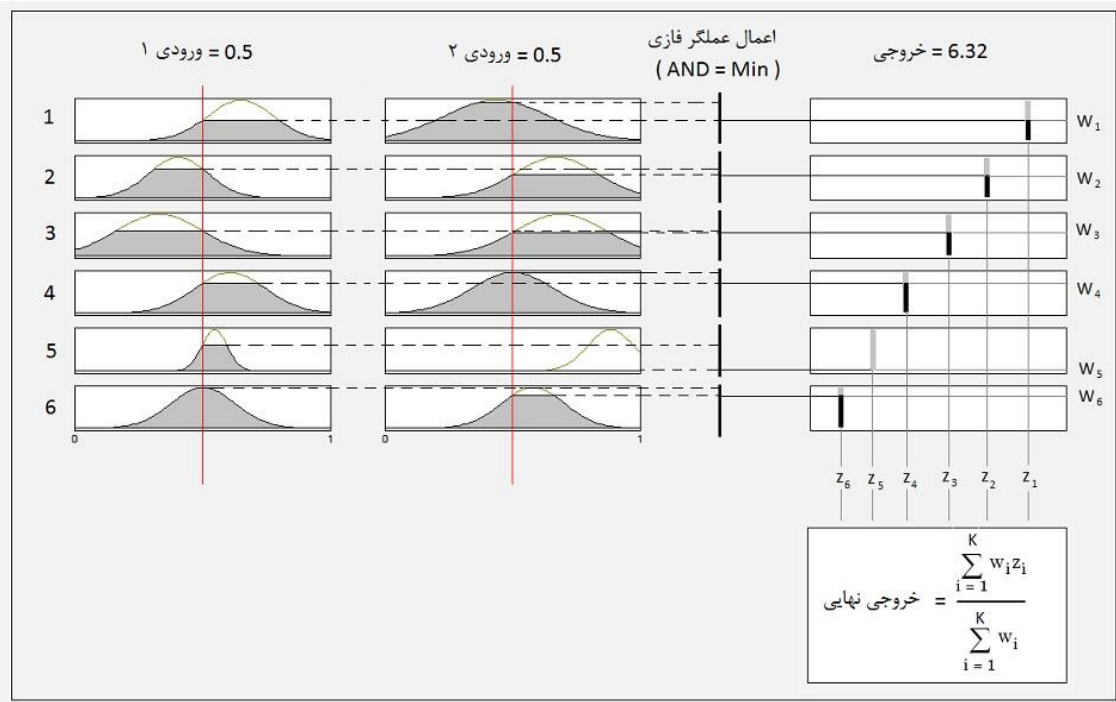 ورودی ۱ = 0.5
ورودی ۲ = 0.5
اعمال عملگر فازی
( AND = Min )
خروجی = 6.32
1
W₁
2
W₂
3
W₃
4
W₄
5
W₅
6
W₆
0 1
0 1
Z₆ Z₅ Z₄ Z₃ Z₂ Z₁
K
∑ wᵢzᵢ
i = 1
خروجی نهایی =
K
∑ wᵢ
i = 1